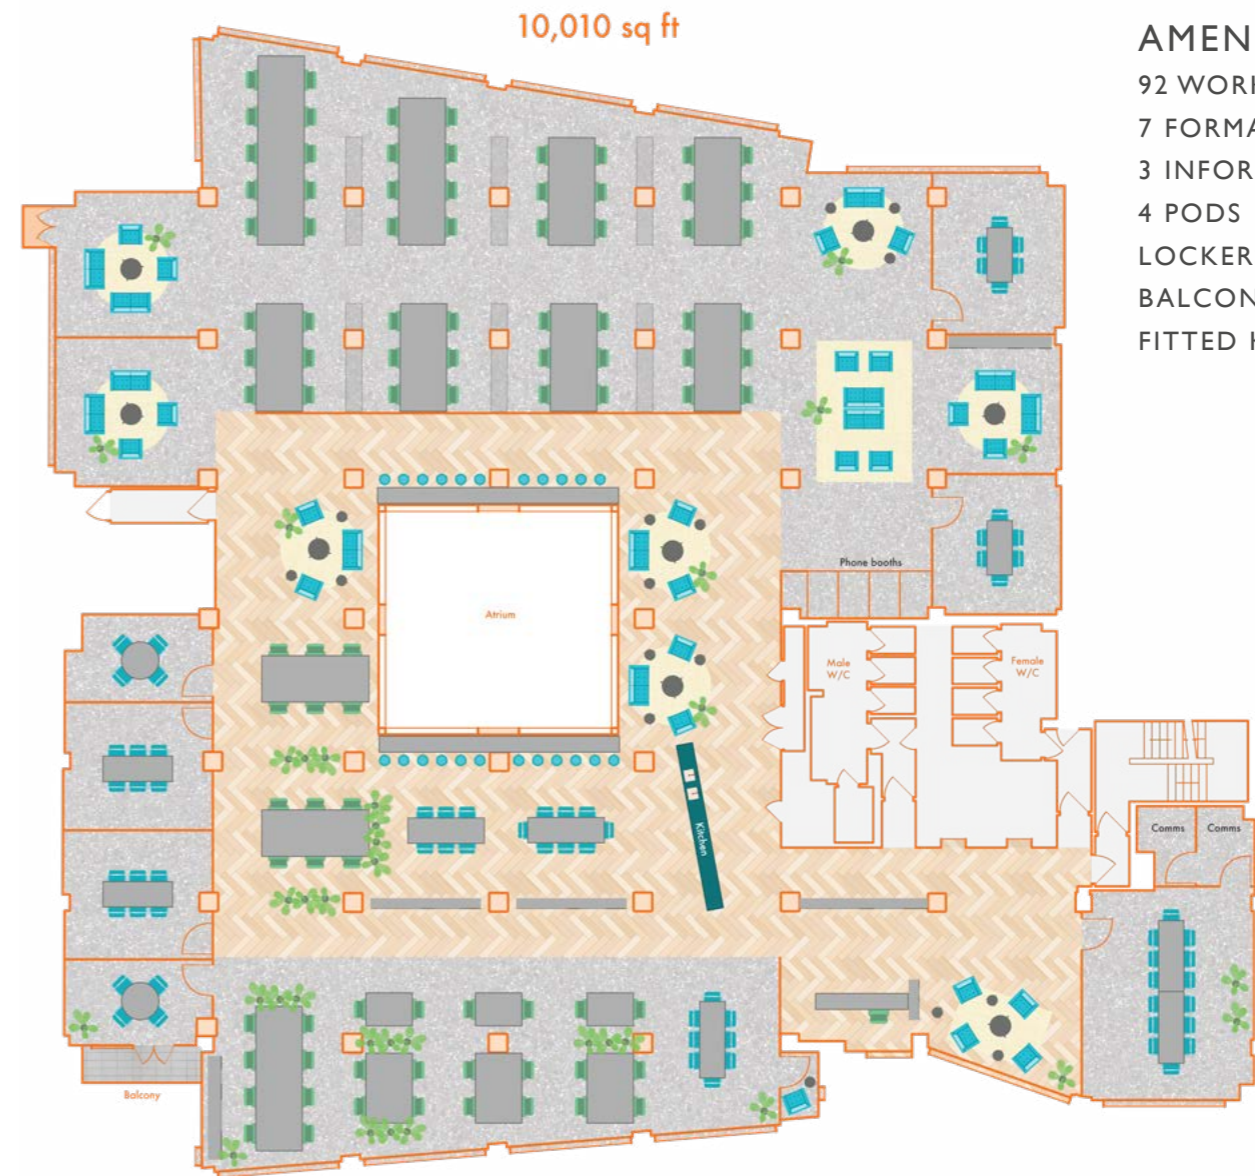 10,010 sq ft
AMEN
92 WOR
7 FORMA
3 INFOR
4 PODS
LOCKER
BALCON
FITTED
Phone booths
Atrium
Male
W/C
Female
W/C
Kitchen
Comms
Comms
Balcony